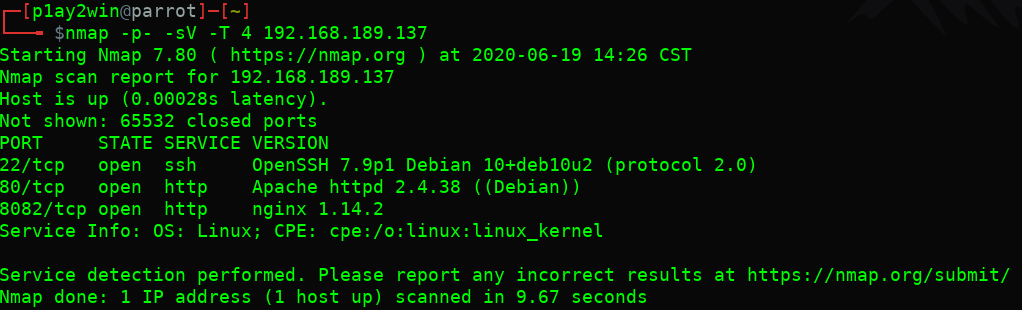 ┌─[p1ay2win@parrot]─[~]
└──╼ $nmap -p- -sV -T 4 192.168.189.137
Starting Nmap 7.80 ( https://nmap.org ) at 2020-06-19 14:26 CST
Nmap scan report for 192.168.189.137
Host is up (0.00028s latency).
Not shown: 65532 closed ports
PORT     STATE SERVICE VERSION
22/tcp   open  ssh     OpenSSH 7.9p1 Debian 10+deb10u2 (protocol 2.0)
80/tcp   open  http    Apache httpd 2.4.38 ((Debian))
8082/tcp open  http    nginx 1.14.2
Service Info: OS: Linux; CPE: cpe:/o:linux:linux_kernel
Service detection performed. Please report any incorrect results at https://nmap.org/submit/
Nmap done: 1 IP address (1 host up) scanned in 9.67 seconds